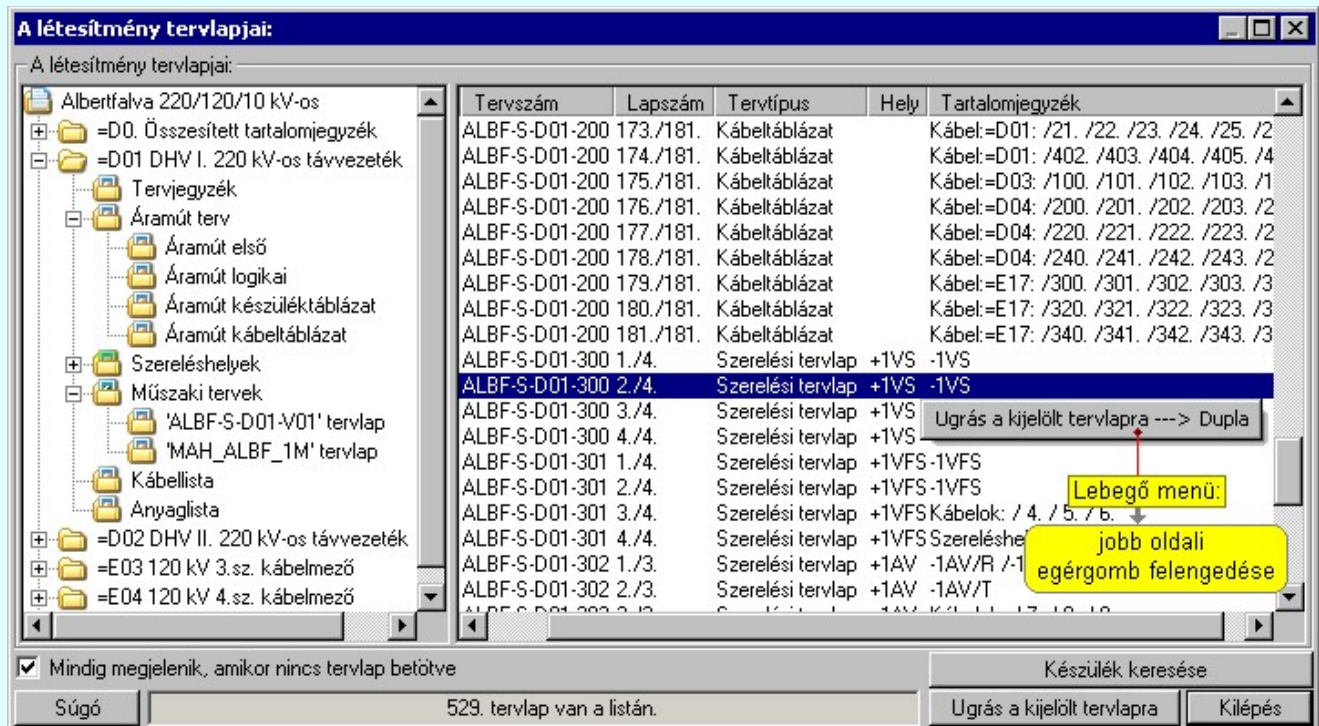 A létesítmény tervlapjai:
A létesítmény tervlapjai:
Albertfalva 220/120/10 kV-os
=D0. Összesített tartalomjegyzék
=D01 DHV I. 220 kV-os távvezeték
Tervjegyzék
Áramút terv
Áramút első
Áramút logikai
Áramút készüléktáblázat
Áramút kábeltáblázat
Szereléshelyek
Műszaki tervek
'ALBF-S-D01-V01' tervlap
'MAH_ALBF_1M' tervlap
Kábellista
Anyaglista
=D02 DHV II. 220 kV-os távvezeték
=E03 120 kV 3.sz. kábelmező
=E04 120 kV 4.sz. kábelmező
Tervszám Lapszám Tervtípus Hely Tartalomjegyzék
ALBF-S-D01-200 173./181. Kábeltáblázat Kábel:=D01: /21. /22. /23. /24. /25. /2
ALBF-S-D01-200 174./181. Kábeltáblázat Kábel:=D01: /402. /403. /404. /405. /4
ALBF-S-D01-200 175./181. Kábeltáblázat Kábel:=D03: /100. /101. /102. /103. /1
ALBF-S-D01-200 176./181. Kábeltáblázat Kábel:=D04: /200. /201. /202. /203. /2
ALBF-S-D01-200 177./181. Kábeltáblázat Kábel:=D04: /220. /221. /222. /223. /2
ALBF-S-D01-200 178./181. Kábeltáblázat Kábel:=D04: /240. /241. /242. /243. /2
ALBF-S-D01-200 179./181. Kábeltáblázat Kábel:=E17: /300. /301. /302. /303. /3
ALBF-S-D01-200 180./181. Kábeltáblázat Kábel:=E17: /320. /321. /322. /323. /3
ALBF-S-D01-200 181./181. Kábeltáblázat Kábel:=E17: /340. /341. /342. /343. /3
ALBF-S-D01-300 1./4. Szerelési tervlap +1VS -1VS
ALBF-S-D01-300 2./4. Szerelési tervlap +1VS -1VS
ALBF-S-D01-300 3./4. Szerelési tervlap +1VS
ALBF-S-D01-300 4./4. Szerelési tervlap +1VS
ALBF-S-D01-301 1./4. Szerelési tervlap +1VFS -1VFS
ALBF-S-D01-301 2./4. Szerelési tervlap +1VFS -1VFS
ALBF-S-D01-301 3./4. Szerelési tervlap +1VFS Kábelok: / 4. / 5. / 6.
ALBF-S-D01-301 4./4. Szerelési tervlap +1VFS
ALBF-S-D01-302 1./3. Szerelési tervlap +1AV -1AV/R /-1
ALBF-S-D01-302 2./3. Szerelési tervlap +1AV -1AV/T
Ugrás a kijelölt tervlapra ---> Dupla
Lebegő menü:
jobb oldali
egérgomb felengedése
Mindig megjelenik, amikor nincs tervlap betötve
Készülék keresése
Súgó
529. tervlap van a listán.
Ugrás a kijelölt tervlapra
Kilépés